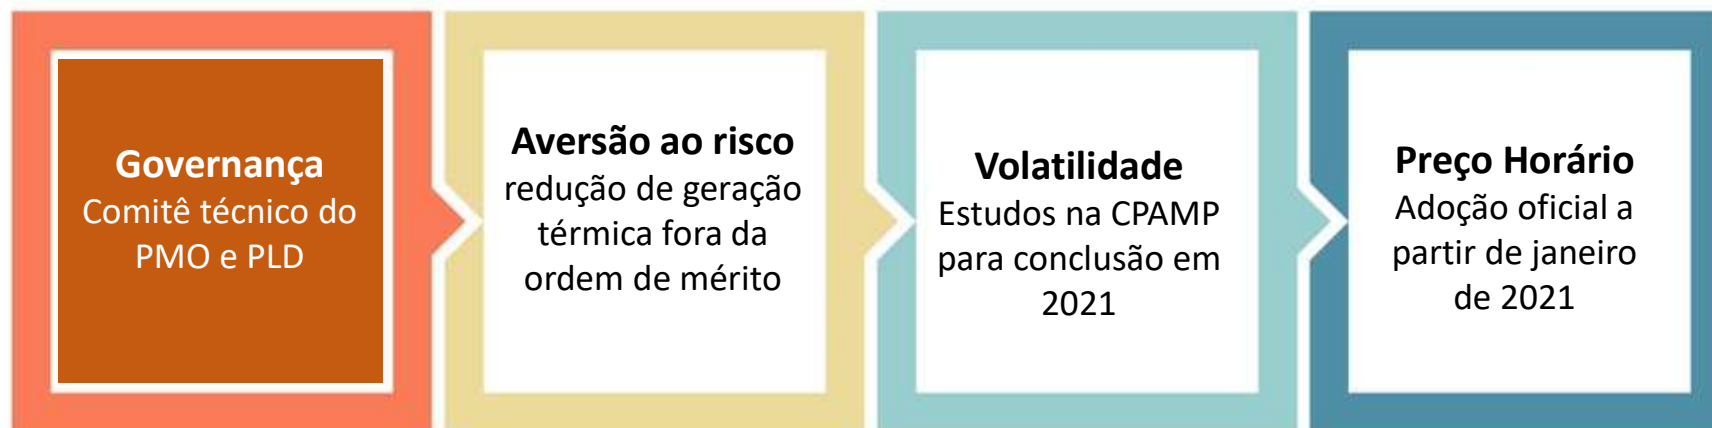 Governança
Comitê técnico do
PMO e PLD
Aversão ao risco
redução de geração
térmica fora da
ordem de mérito
Volatilidade
Estudos na CPAMP
para conclusão em
2021
Preço Horário
Adoção oficial a
partir de janeiro
de 2021